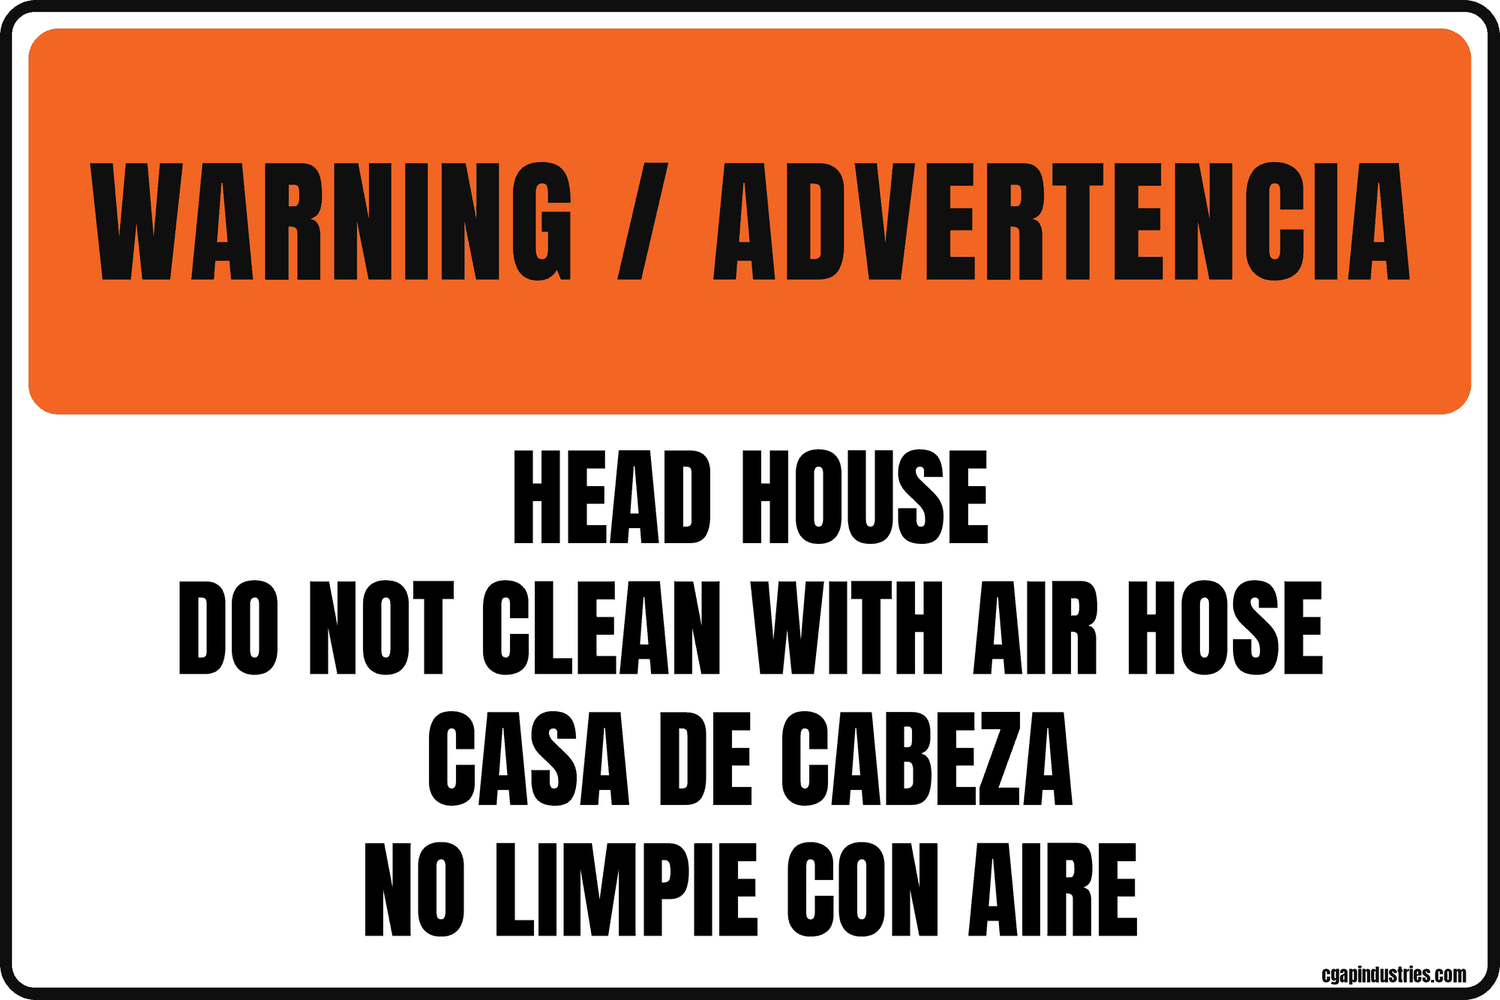 WARNING / ADVERTENCIA
HEAD HOUSE
DO NOT CLEAN WITH AIR HOSE
CASA DE CABEZA
NO LIMPIE CON AIRE
cgapindustries.com